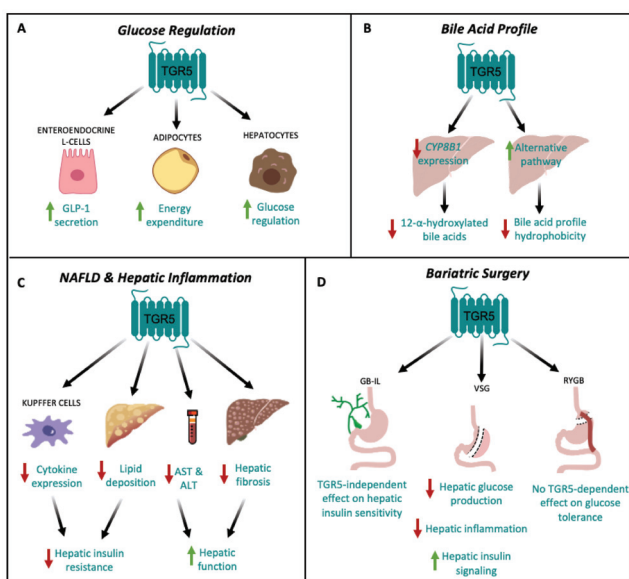 A
Glucose Regulation
TGR5
ENTEROENDOCRINE
L-CELLS
ADIPOCYTES
HEPATOCYTES
GLP-1
secretion
Energy
expenditure
Glucose
regulation
B
Bile Acid Profile
TGR5
CYP8B1
expression
Alternative
pathway
12-α-hydroxylated
bile acids
Bile acid profile
hydrophobicity
C
NAFLD & Hepatic Inflammation
TGR5
KUPFFER CELLS
Cytokine
expression
Lipid
deposition
AST &
ALT
Hepatic
fibrosis
Hepatic insulin
resistance
Hepatic
function
D
Bariatric Surgery
TGR5
GB-IL
VSG
RYGB
TGR5-independent
effect on hepatic
insulin sensitivity
Hepatic glucose
production
Hepatic inflammation
Hepatic insulin
signaling
No TGR5-dependent
effect on glucose
tolerance